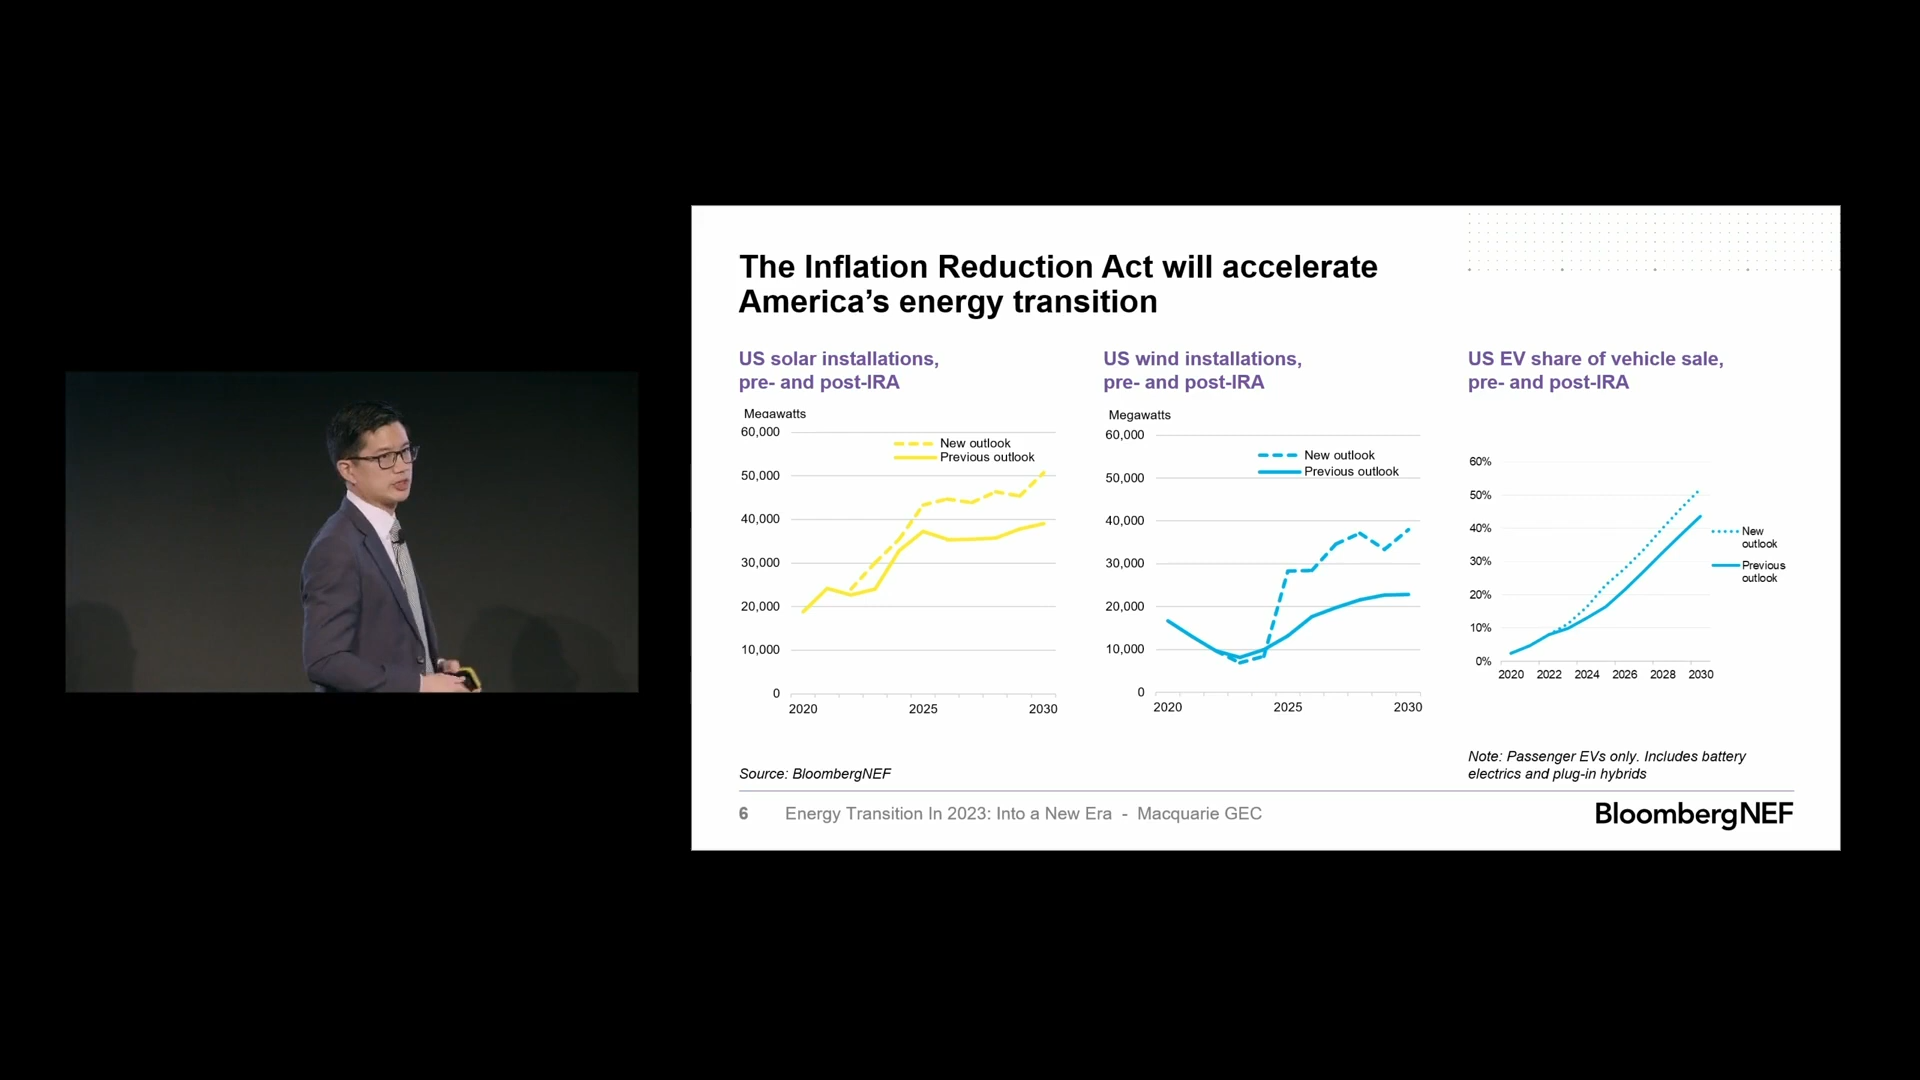 The Inflation Reduction Act will accelerate
America's energy transition
US solar installations,
pre- and post-IRA
Megawatts
60,000
50,000
40,000
30,000
20,000
10,000
0
New outlook
Previous outlook
2020 2025 2030
US wind installations,
pre- and post-IRA
Megawatts
60,000
50,000
40,000
30,000
20,000
10,000
0
New outlook
Previous outlook
2020 2025 2030
US EV share of vehicle sale,
pre- and post-IRA
60%
50%
40%
30%
20%
10%
0%
New
outlook
Previous
outlook
2020 2022 2024 2026 2028 2030
Source: BloombergNEF
Note: Passenger EVs only. Includes battery
electrics and plug-in hybrids
6 Energy Transition In 2023: Into a New Era - Macquarie GEC
BloombergNEF